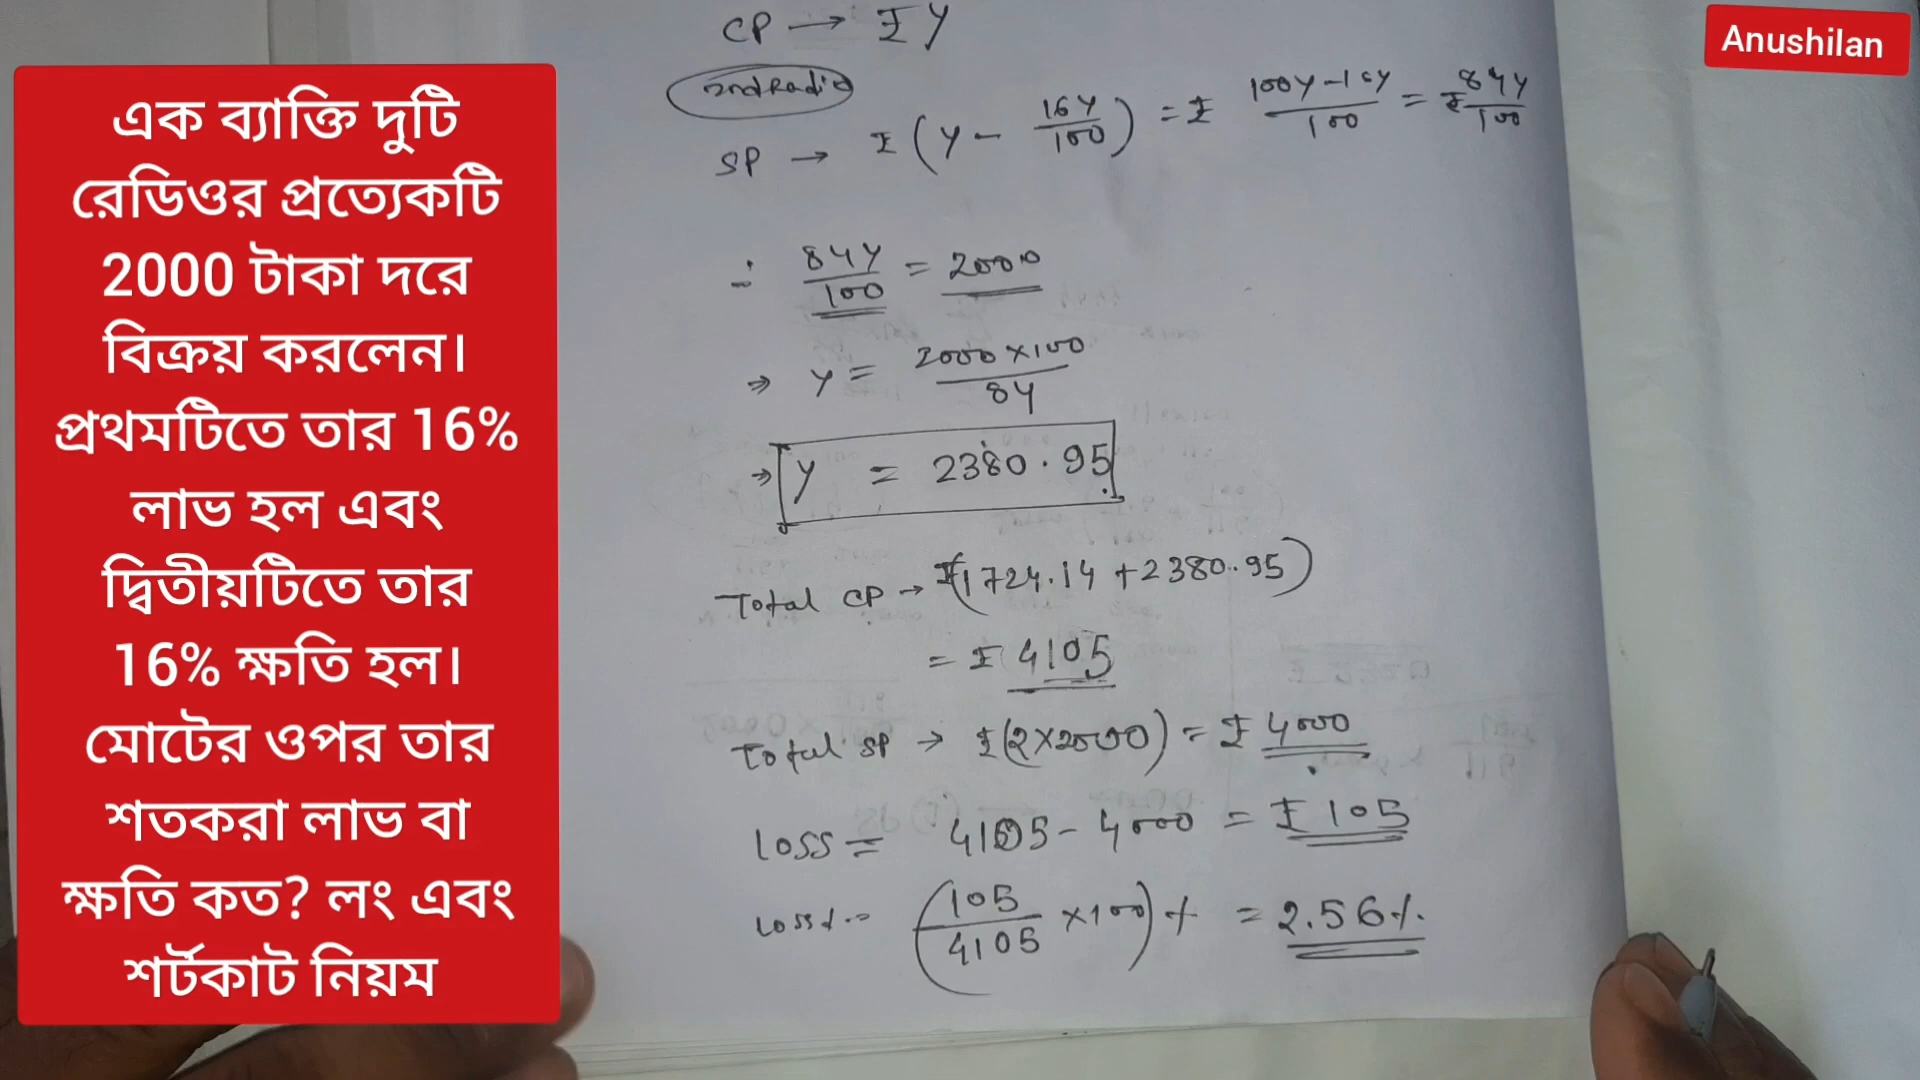 এক ব্যাক্তি দুটি
রেডিওর প্রত্যেকটি
2000 টাকা দরে
বিক্রয় করলেন।
প্রথমটিতে তার 16%
লাভ হল এবং
দ্বিতীয়টিতে তার
16% ক্ষতি হল।
মোটের ওপর তার
শতকরা লাভ বা
ক্ষতি কত? লং এবং
শর্টকাট নিয়ম
Anushilan
CP → ₹ y
2nd Radio
SP → ₹ (y - 16y/100) = ₹ 100y-16y/100 = ₹ 84y/100
∴ 84y/100 = 2000
⇒ y = 2000×100/84
⇒ y = 2380.95
Total CP → ₹(1724.14 + 2380.95)
= ₹ 4105
Total SP → ₹(2×2000) = ₹ 4000
Loss = 4105 - 4000 = ₹ 105
Loss% = (105/4105 ×100)% = 2.56%